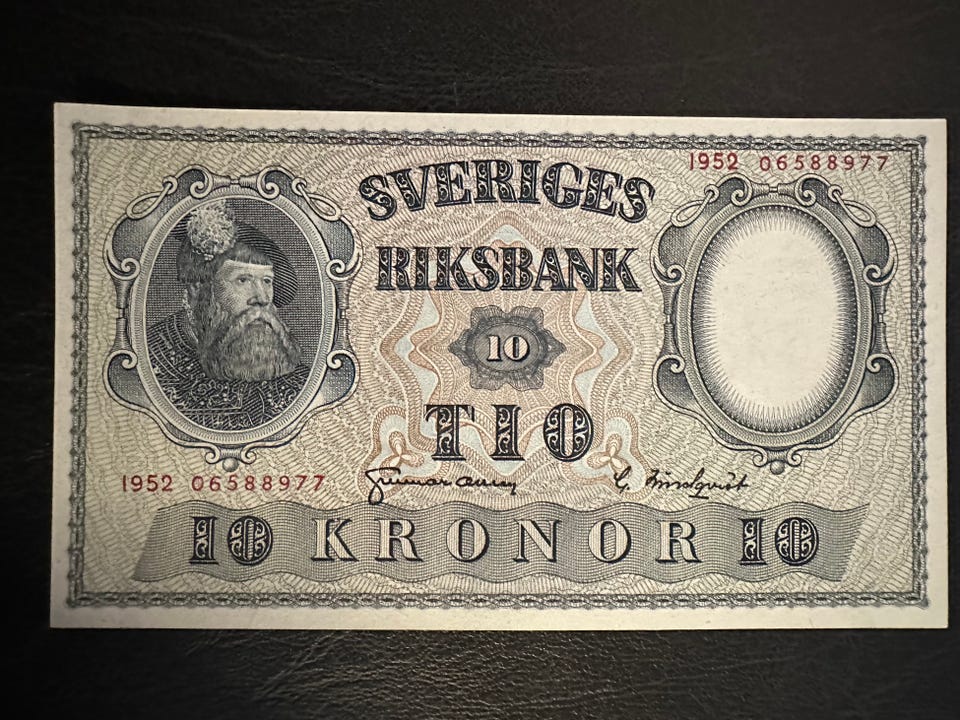 1952 06588977
SVERIGES
RIKSBANK
10
TIO
1952 06588977
10 KRONOR 10